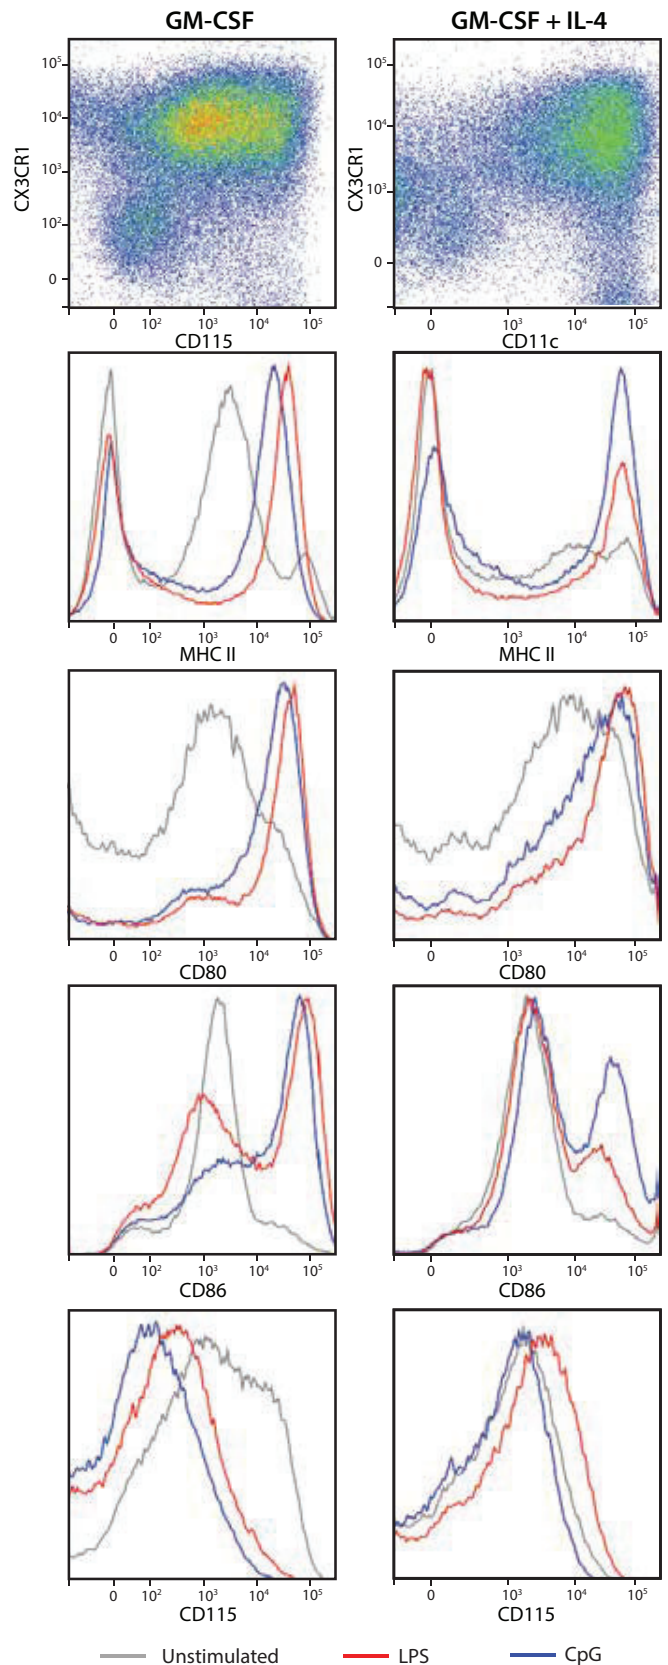 GM-CSF GM-CSF + IL-4
CX3CR1 CX3CR1
10⁵ 10⁵
10⁴ 10⁴
10³ 10³
10² 0
0
0 10² 10³ 10⁴ 10⁵ 0 10³ 10⁴ 10⁵
CD115 CD11c
0 10² 10³ 10⁴ 10⁵ 0 10³ 10⁴ 10⁵
MHC II MHC II
0 10² 10³ 10⁴ 10⁵ 0 10³ 10⁴ 10⁵
CD80 CD80
0 10² 10³ 10⁴ 10⁵ 0 10³ 10⁴ 10⁵
CD86 CD86
0 10² 10³ 10⁴ 10⁵ 0 10³ 10⁴ 10⁵
CD115 CD115
Unstimulated LPS CpG